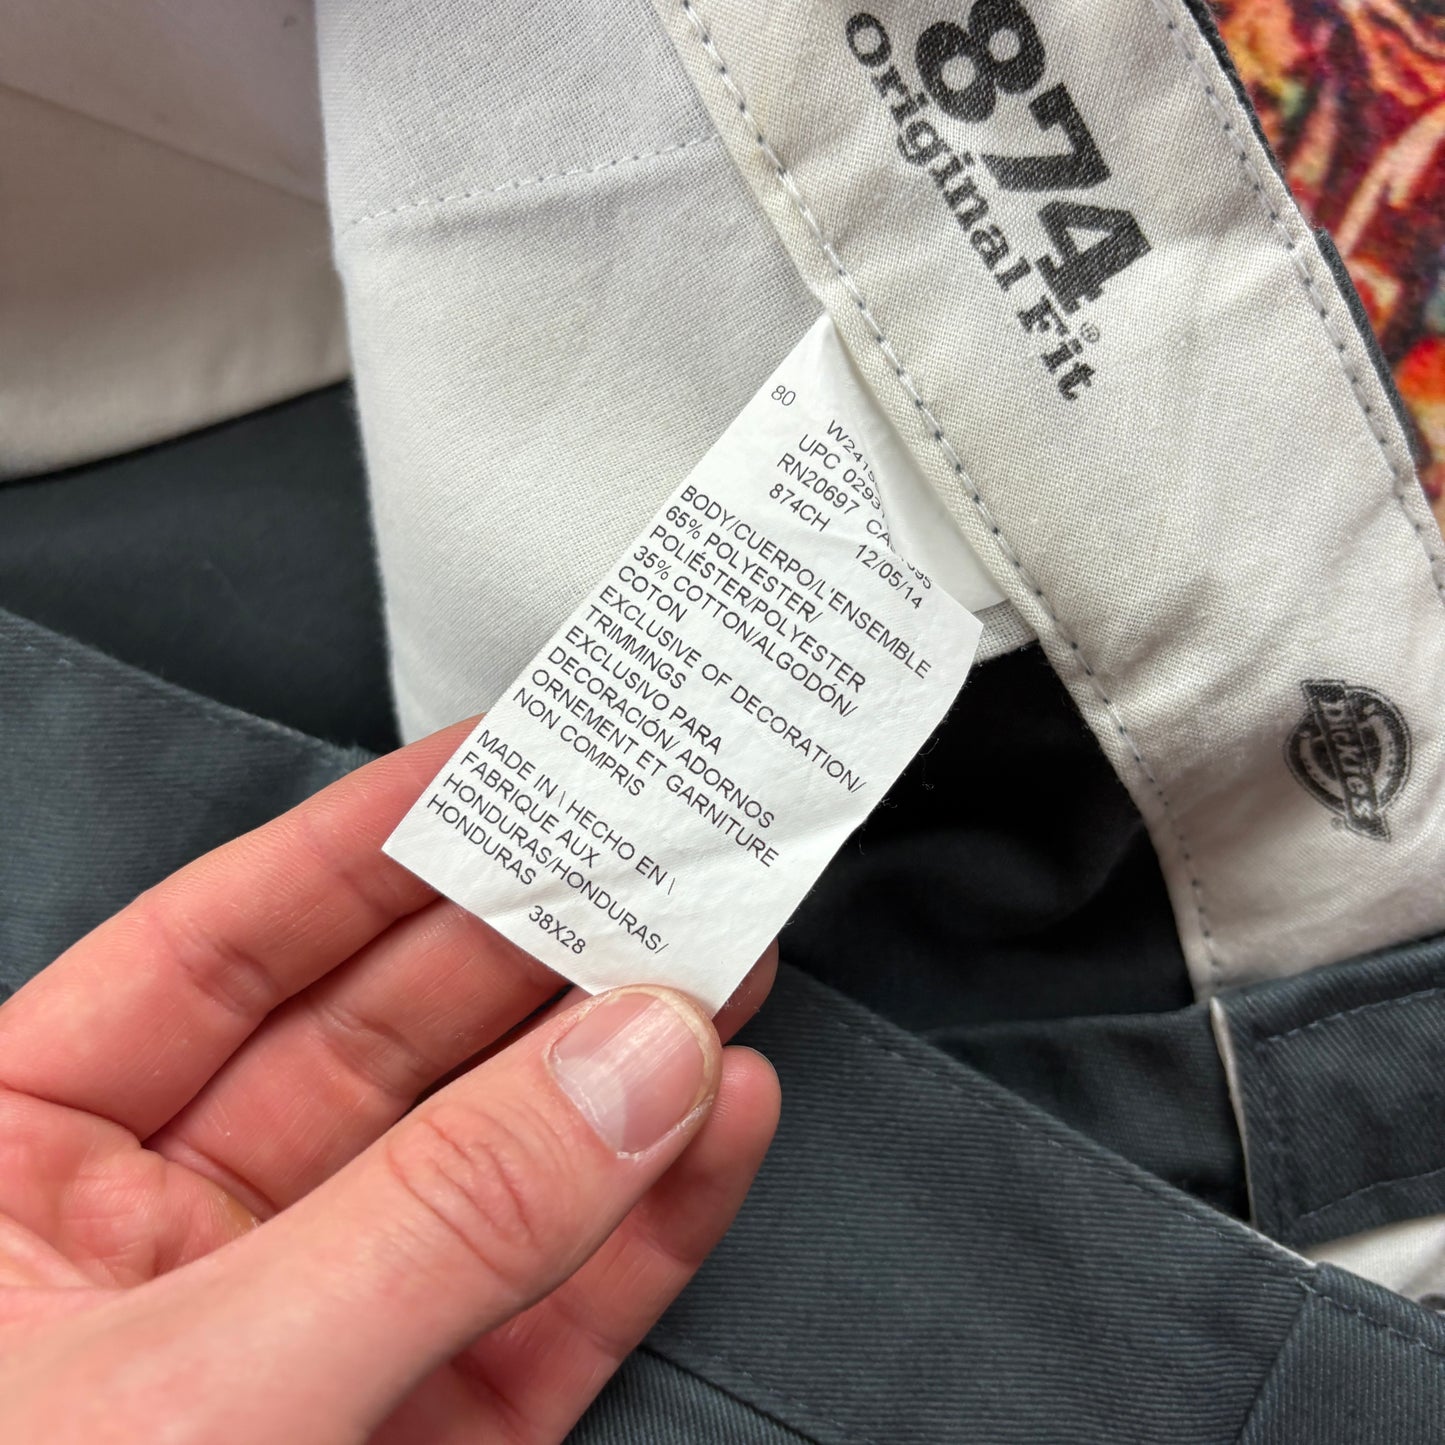 874®
Original Fit
Dickies®
80
UPC
RN20697
874CH 12/05/14
BODY/CUERPO/L'ENSEMBLE
65% POLYESTER/
POLIÉSTER/POLYESTER
35% COTTON/ALGODÓN/
COTON
EXCLUSIVE OF DECORATION/
TRIMMINGS
EXCLUSIVO PARA
DECORACIÓN/ ADORNOS
ORNEMENT ET GARNITURE
NON COMPRIS
MADE IN \ HECHO EN \
FABRIQUE AUX
HONDURAS/HONDURAS/
HONDURAS
38X28